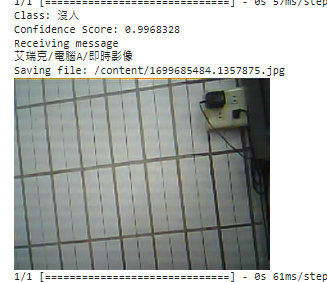 1/1 [==============================] - 0s 57ms/step
Class: 沒人
Confidence Score: 0.9968328
Receiving message
艾瑞克/電腦A/即時影像
Saving file: /content/1699685484.1357875.jpg
1/1 [==============================] - 0s 61ms/step